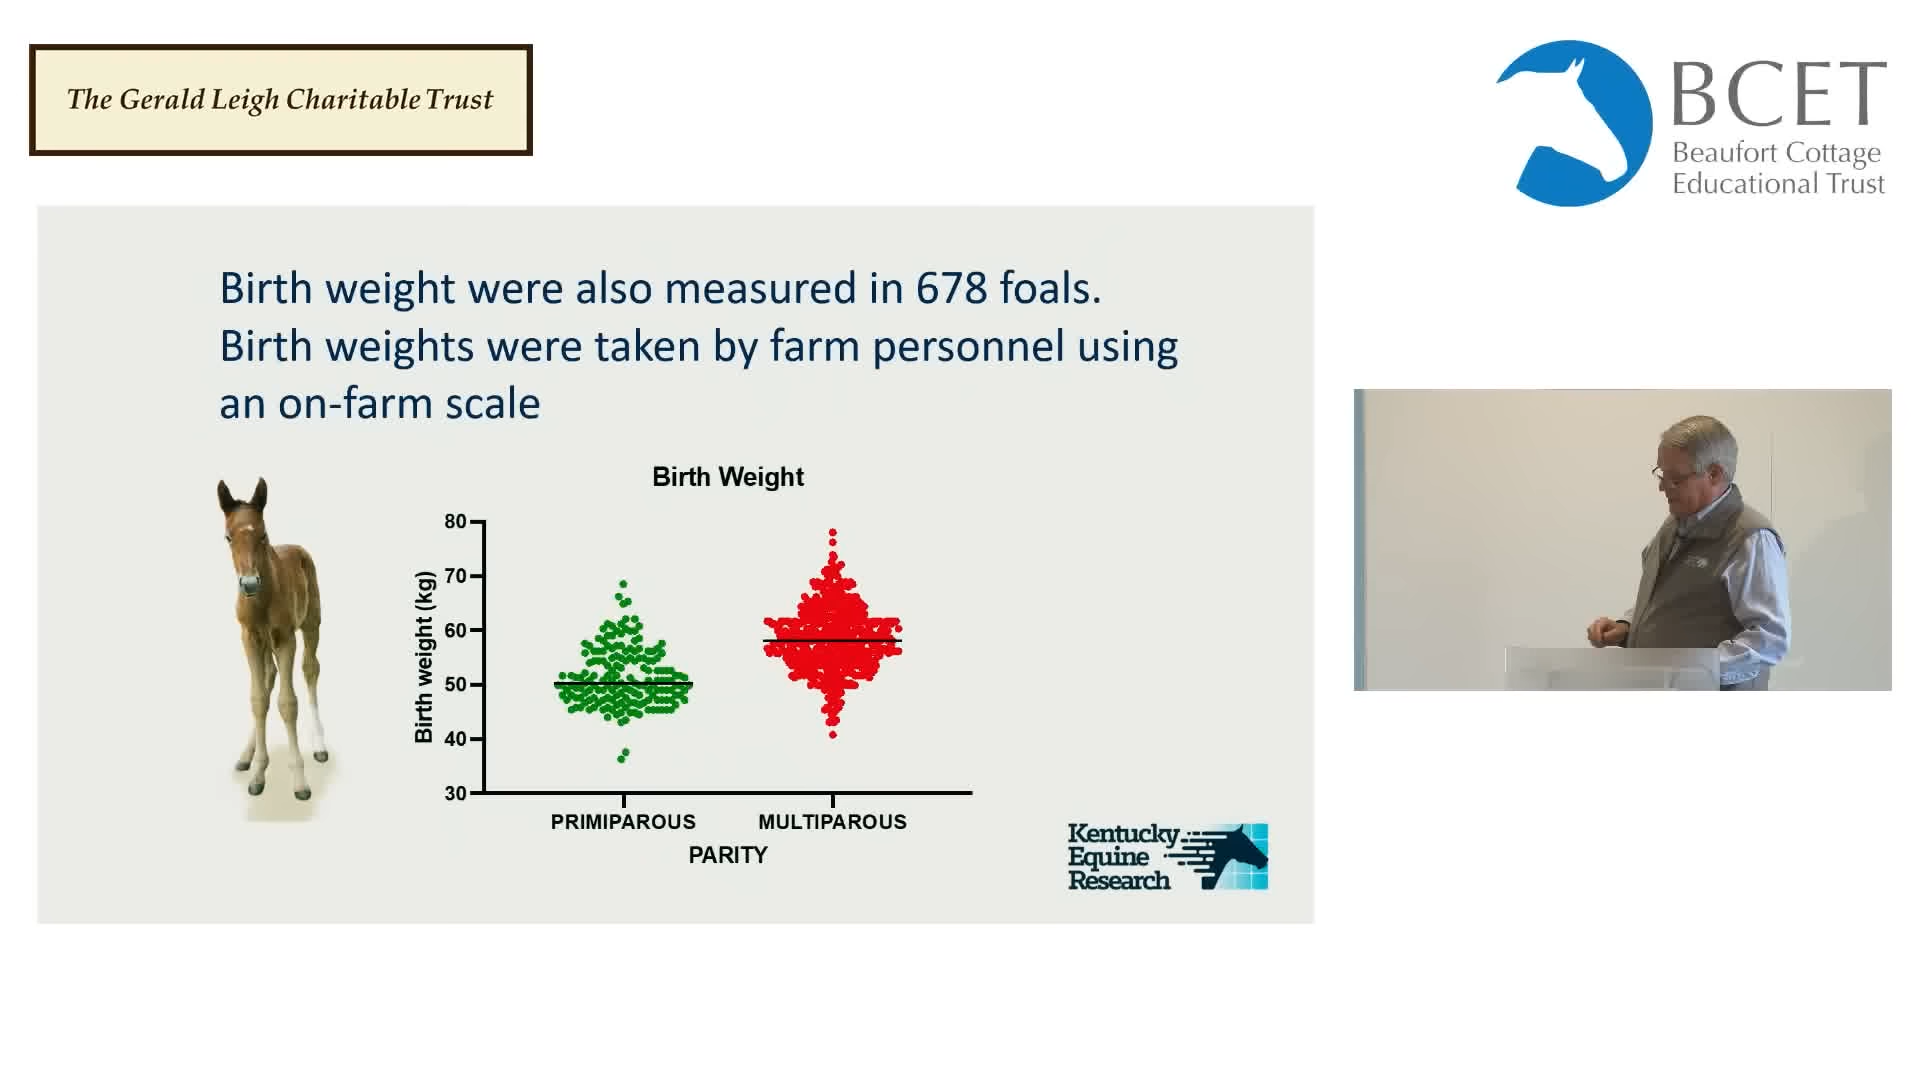 The Gerald Leigh Charitable Trust
BCET
Beaufort Cottage
Educational Trust
Birth weight were also measured in 678 foals.
Birth weights were taken by farm personnel using
an on-farm scale
Birth Weight
Birth weight (kg)
80
70
60
50
40
30
PRIMIPAROUS MULTIPAROUS
PARITY
Kentucky
Equine
Research